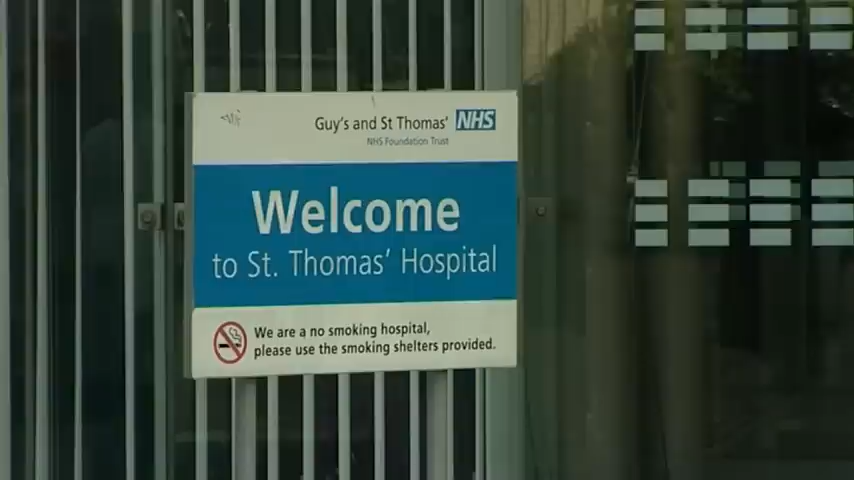 Guy's and St Thomas' NHS
NHS Foundation Trust
Welcome
to St. Thomas' Hospital
We are a no smoking hospital,
please use the smoking shelters provided.